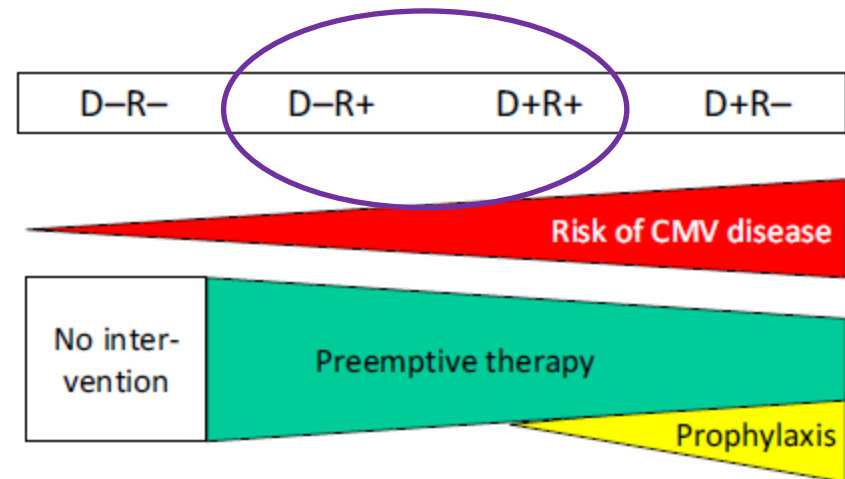 D–R–
D–R+
D+R+
D+R–
Risk of CMV disease
No inter-
vention
Preemptive therapy
Prophylaxis